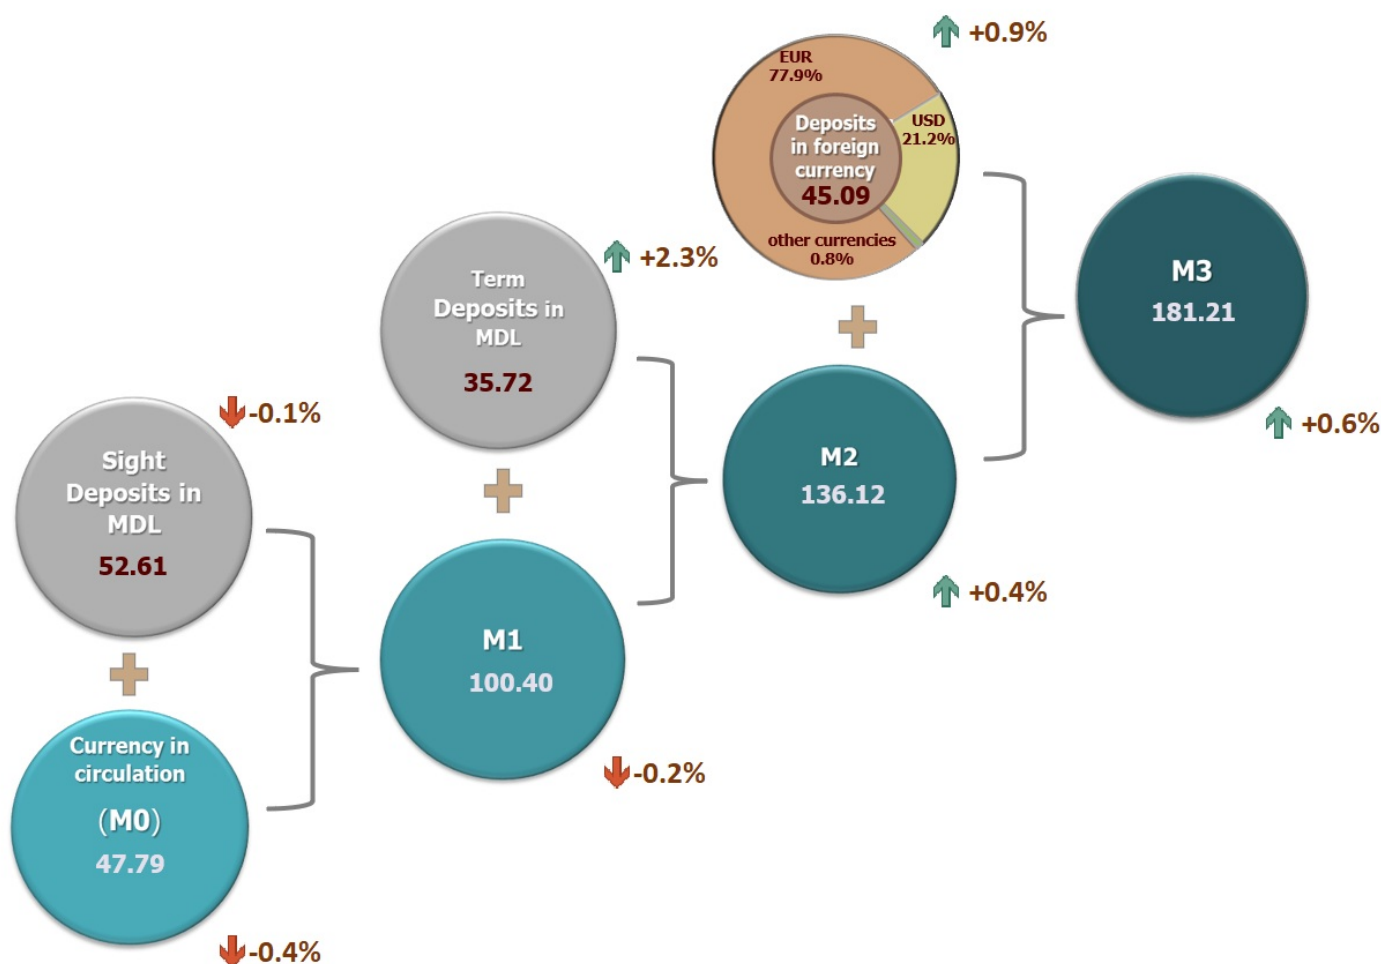 +0.9%
EUR
77.9%
USD
21.2%
Deposits
in foreign
currency
45.09
other currencies
0.8%
M3
181.21
+0.6%
Term
Deposits in
MDL
35.72
+2.3%
M2
136.12
+0.4%
Sight
Deposits in
MDL
52.61
-0.1%
M1
100.40
-0.2%
Currency in
circulation
(M0)
47.79
-0.4%